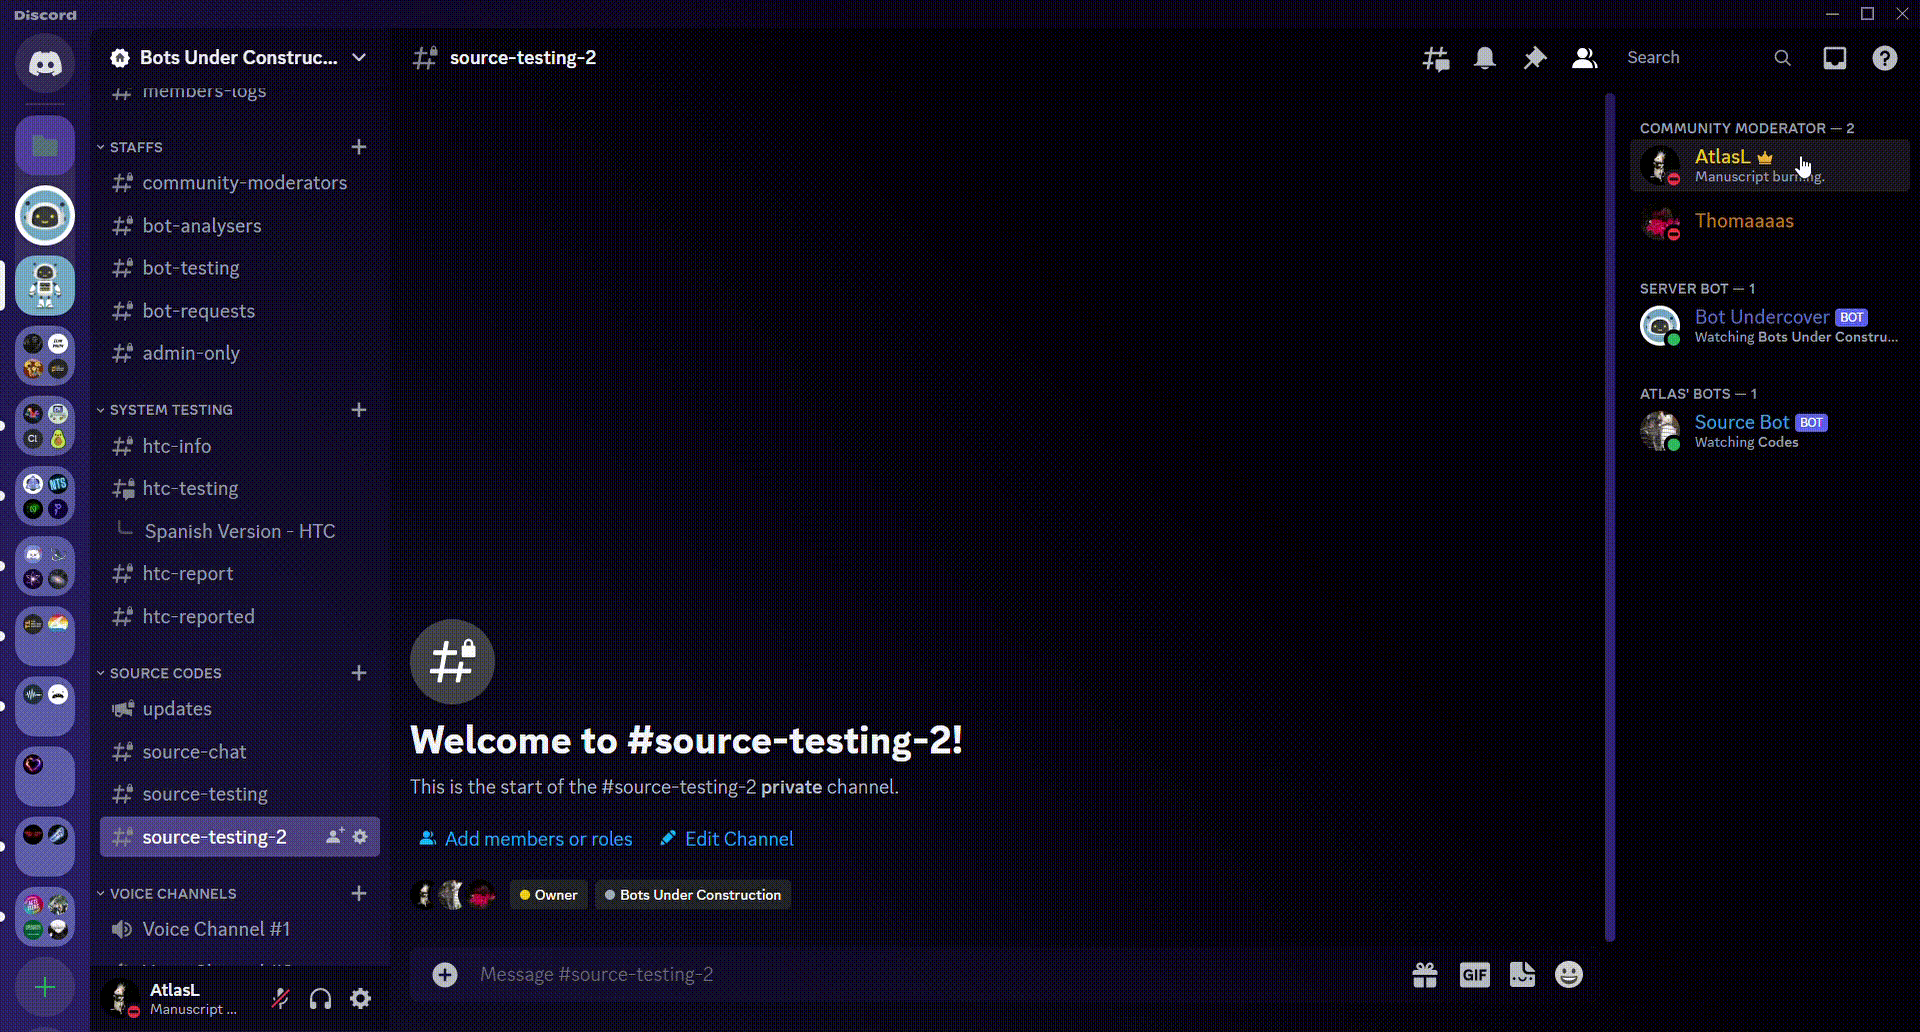 Discord
Bots Under Construc...
members-logs
STAFFS
community-moderators
bot-analysers
bot-testing
bot-requests
admin-only
SYSTEM TESTING
htc-info
htc-testing
Spanish Version - HTC
htc-report
htc-reported
SOURCE CODES
updates
source-chat
source-testing
source-testing-2
VOICE CHANNELS
Voice Channel #1
AtlasL
Manuscript ...
Cl
NTS
source-testing-2
Search
Welcome to #source-testing-2!
This is the start of the #source-testing-2 private channel.
Add members or roles
Edit Channel
Owner
Bots Under Construction
Message #source-testing-2
GIF
COMMUNITY MODERATOR — 2
AtlasL
Manuscript burning.
Thomaaaas
SERVER BOT — 1
Bot Undercover BOT
Watching Bots Under Constru...
ATLAS' BOTS — 1
Source Bot BOT
Watching Codes